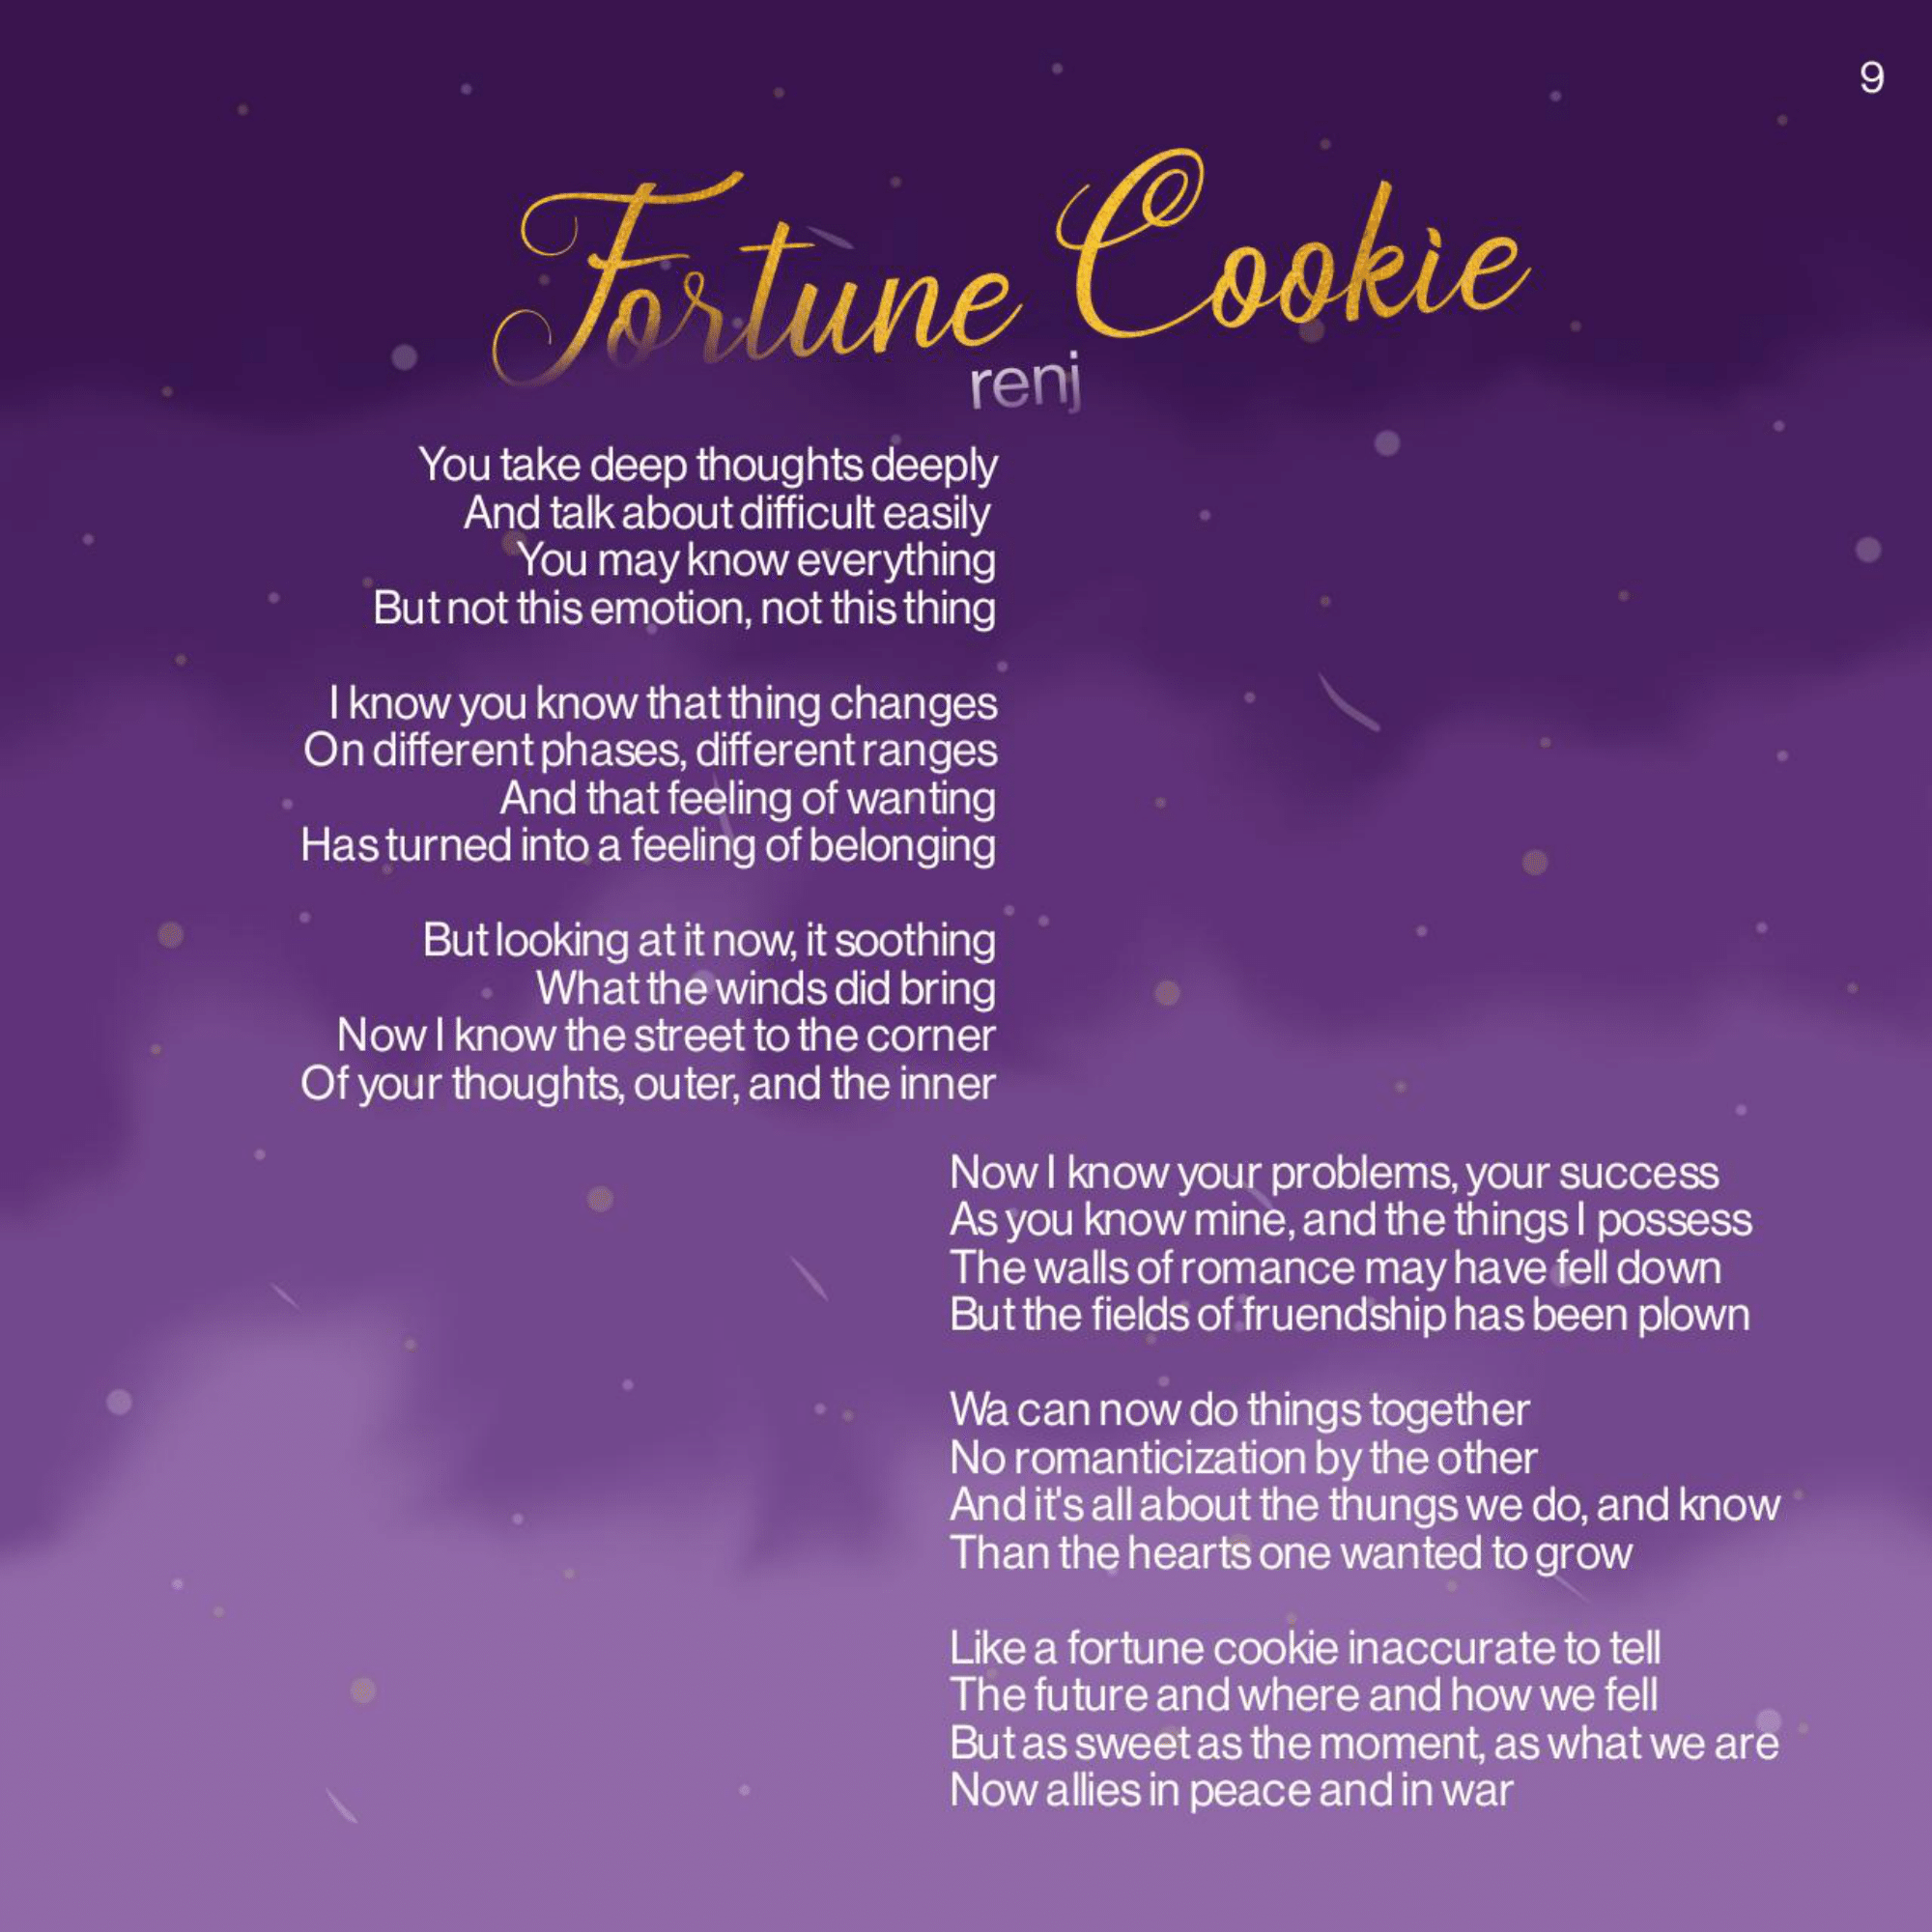 9
Fortune Cookie
renj
You take deep thoughts deeply
And talk about difficult easily
You may know everything
But not this emotion, not this thing
I know you know that thing changes
On different phases, different ranges
And that feeling of wanting
Has turned into a feeling of belonging
But looking at it now, it soothing
What the winds did bring
Now I know the street to the corner
Of your thoughts, outer, and the inner
Now I know your problems, your success
As you know mine, and the things I possess
The walls of romance may have fell down
But the fields of fruendship has been plown
Wa can now do things together
No romanticization by the other
And it's all about the thungs we do, and know
Than the hearts one wanted to grow
Like a fortune cookie inaccurate to tell
The future and where and how we fell
But as sweet as the moment, as what we are
Now allies in peace and in war